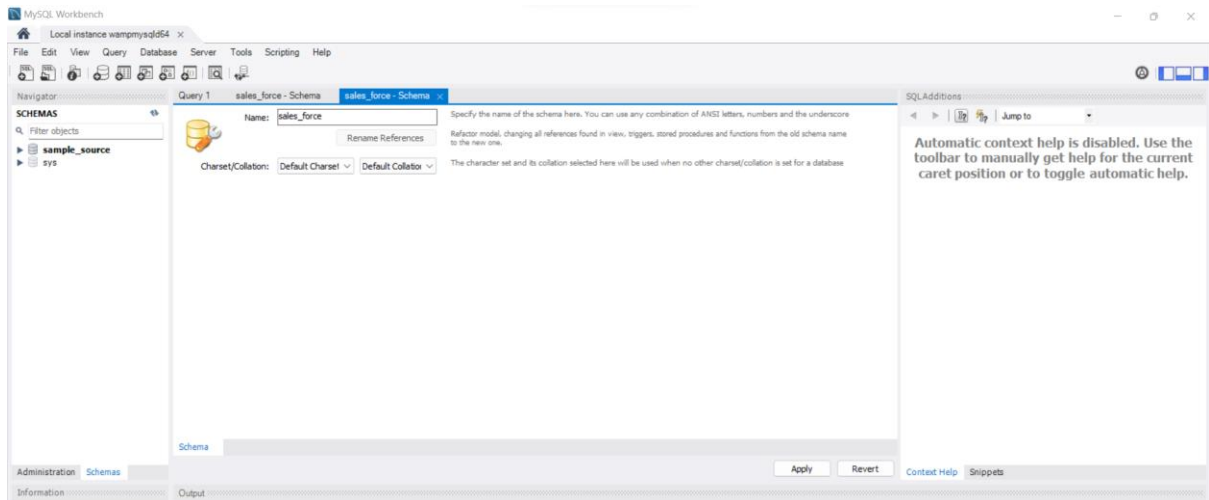 MySQL Workbench
Local instance wampmysqld64 ×
File Edit View Query Database Server Tools Scripting Help
Navigator
SCHEMAS
Filter objects
sample_source
sys
Administration Schemas
Information
Query 1 sales_force - Schema sales_force - Schema ×
Name: sales_force
Specify the name of the schema here. You can use any combination of ANSI letters, numbers and the underscore
Rename References
Refactor model, changing all references found in view, triggers, stored procedures and functions from the old schema name
to the new one.
Charset/Collation: Default Charset Default Collation
The character set and its collation selected here will be used when no other charset/collation is set for a database
Schema
Apply Revert
Output
SQLAdditions
Jump to
Automatic context help is disabled. Use the
toolbar to manually get help for the current
caret position or to toggle automatic help.
Context Help Snippets